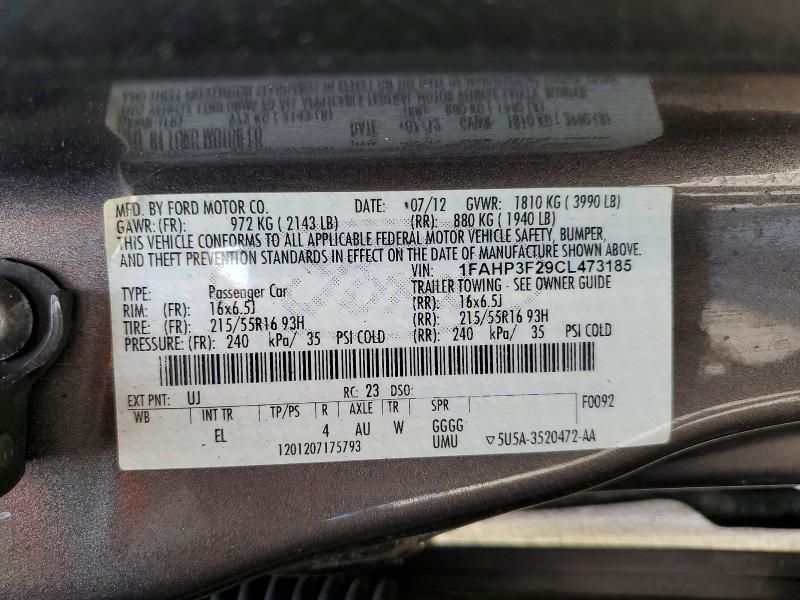 MFD. BY FORD MOTOR CO. DATE: *07/12 GVWR: 1810 KG ( 3990 LB)
GAWR: (FR): 972 KG ( 2143 LB) (RR): 880 KG ( 1940 LB)
THIS VEHICLE CONFORMS TO ALL APPLICABLE FEDERAL MOTOR VEHICLE SAFETY, BUMPER,
AND THEFT PREVENTION STANDARDS IN EFFECT ON THE DATE OF MANUFACTURE SHOWN ABOVE.
VIN: 1FAHP3F29CL473185
TYPE: Passenger Car TRAILER TOWING - SEE OWNER GUIDE
RIM: (FR): 16x6.5J (RR): 16x6.5J
TIRE: (FR): 215/55R16 93H (RR): 215/55R16 93H
PRESSURE: (FR): 240 kPa/ 35 PSI COLD (RR): 240 kPa/ 35 PSI COLD
EXT PNT: UJ RC: 23 DSO: F0092
WB INT TR TP/PS R AXLE TR SPR
EL 4 AU W GGGG
1201207175793 UMU ▽5U5A-3520472-AA